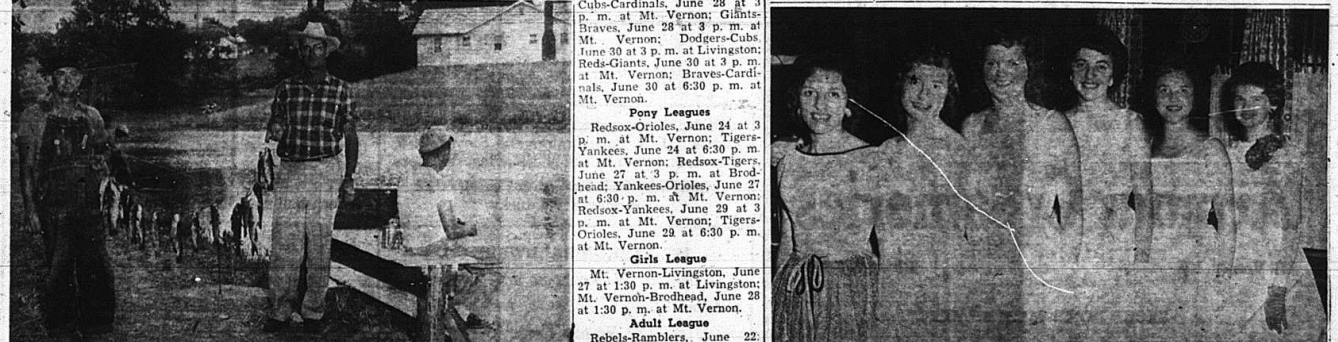 Cubs-Cardinals, June 28 at 3
p. m. at Mt. Vernon; Giants-
Braves, June 28 at 3 p. m. at
Mt. Vernon; Dodgers-Cubs,
June 30 at 3 p. m. at Livingston;
Reds-Giants, June 30 at 3 p. m.
at Mt. Vernon; Braves-Cardi-
nals, June 30 at 6:30 p. m. at
Mt. Vernon.
Pony Leagues
Redsox-Orioles, June 24 at 3
p. m. at Mt. Vernon; Tigers-
Yankees, June 24 at 6:30 p. m.
at Mt. Vernon; Redsox-Tigers,
June 27 at 3 p. m. at Brod-
head; Yankees-Orioles, June 27
at 6:30 p. m. at Mt. Vernon;
Redsox-Yankees, June 29 at 3
p. m. at Mt. Vernon; Tigers-
Orioles, June 29 at 6:30 p. m.
at Mt. Vernon.
Girls League
Mt. Vernon-Livingston, June
27 at 1:30 p. m. at Livingston;
Mt. Vernon-Brodhead, June 28
at 1:30 p. m. at Mt. Vernon.
Adult League
Rebels-Ramblers, June 22;